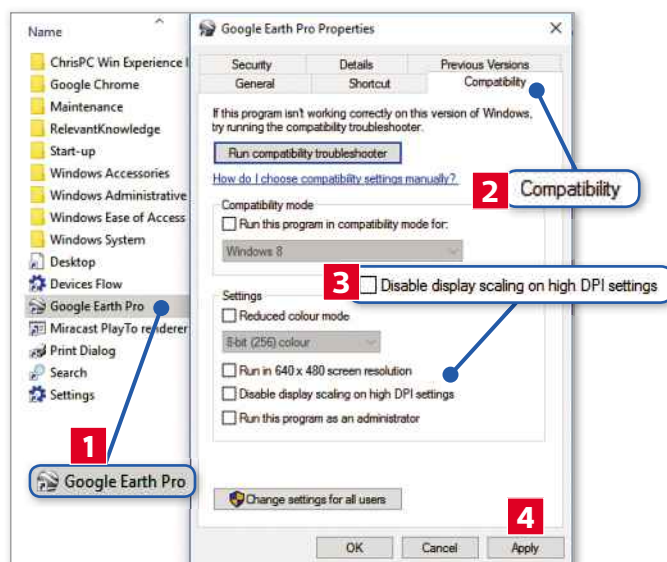 Name
ChrisPC Win Experience I
Google Chrome
Maintenance
RelevantKnowledge
Start-up
Windows Accessories
Windows Administrative
Windows Ease of Access
Windows System
Desktop
Devices Flow
Google Earth Pro
Miracast PlayTo renderer
Print Dialog
Search
Settings
1
Google Earth Pro
Google Earth Pro Properties
Security Details Previous Versions
General Shortcut Compatibility
If this program isn't working correctly on this version of Windows,
try running the compatibility troubleshooter.
Run compatibility troubleshooter
How do I choose compatibility settings manually?
2 Compatibility
Compatibility mode
Run this program in compatibility mode for:
Windows 8
3 Disable display scaling on high DPI settings
Settings
Reduced colour mode
8-bit (256) colour
Run in 640 x 480 screen resolution
Disable display scaling on high DPI settings
Run this program as an administrator
Change settings for all users
4
OK Cancel Apply